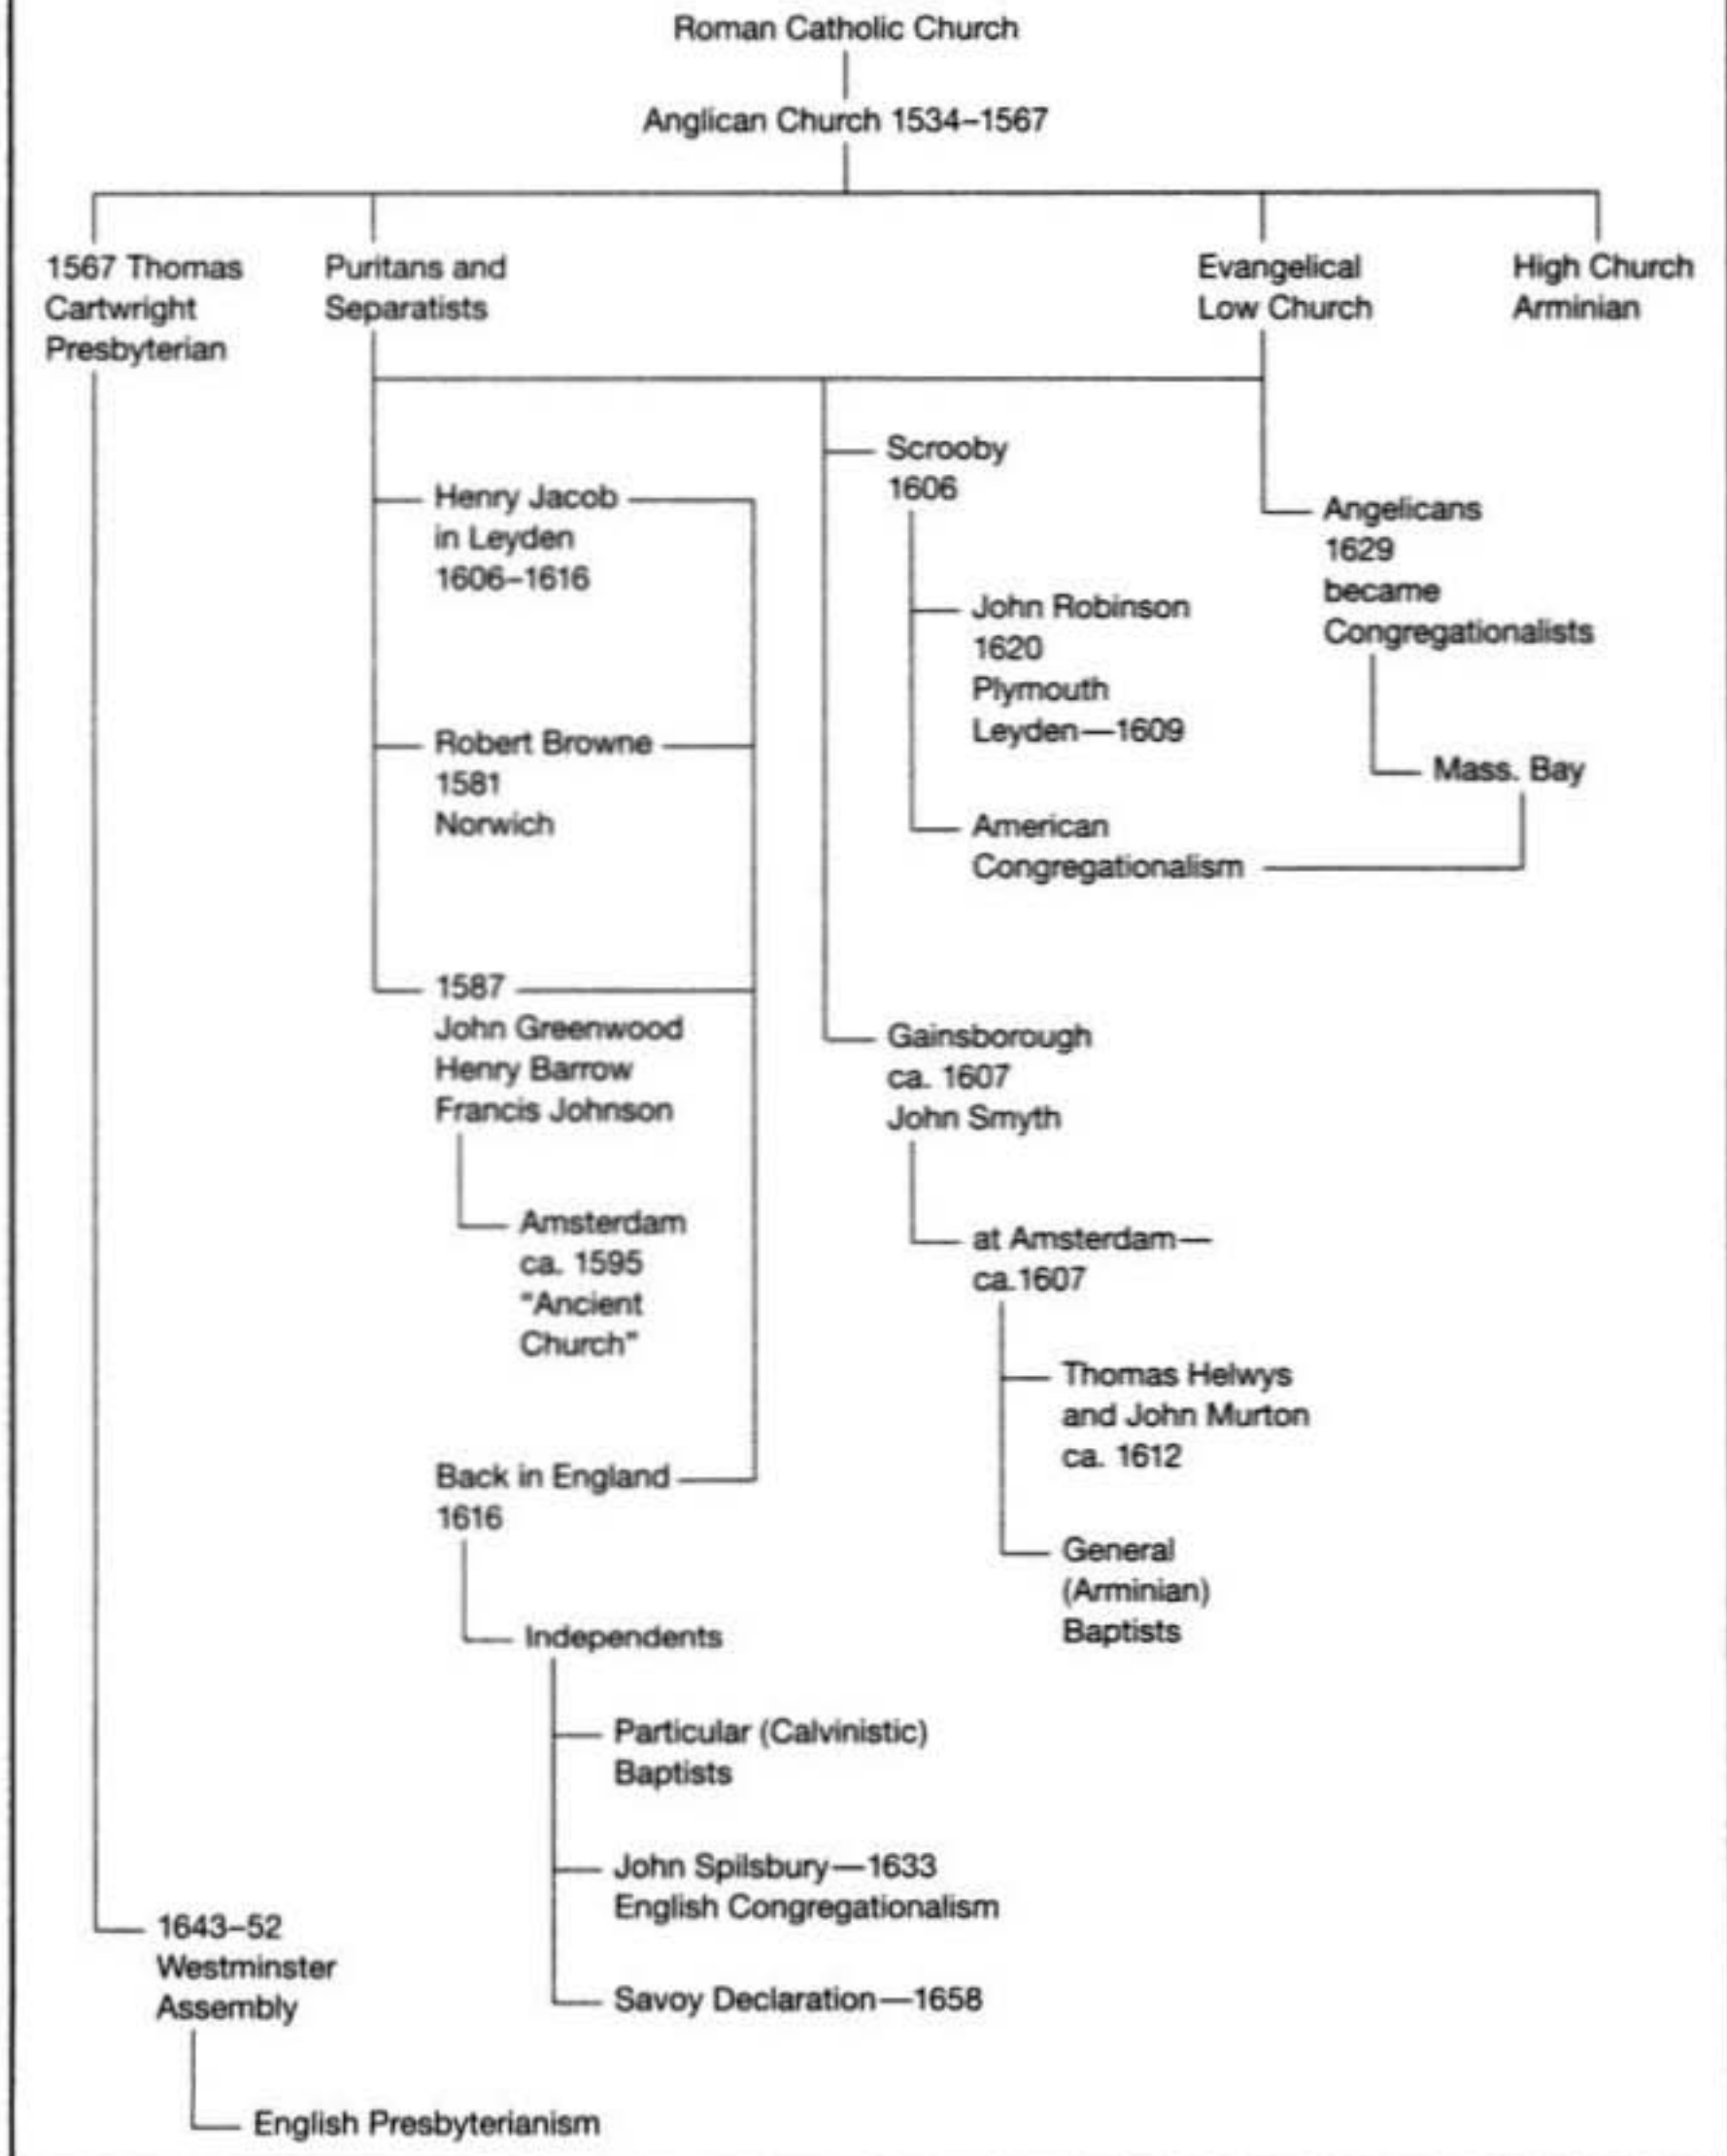 Roman Catholic Church
Anglican Church 1534–1567
1567 Thomas
Cartwright
Presbyterian
Puritans and
Separatists
Evangelical
Low Church
High Church
Arminian
Henry Jacob
in Leyden
1606–1616
Robert Browne
1581
Norwich
1587
John Greenwood
Henry Barrow
Francis Johnson
Amsterdam
ca. 1595
"Ancient
Church"
Back in England
1616
Independents
Particular (Calvinistic)
Baptists
John Spilsbury—1633
English Congregationalism
Savoy Declaration—1658
Scrooby
1606
John Robinson
1620
Plymouth
Leyden—1609
American
Congregationalism
Gainsborough
ca. 1607
John Smyth
at Amsterdam—
ca.1607
Thomas Helwys
and John Murton
ca. 1612
General
(Arminian)
Baptists
Angelicans
1629
became
Congregationalists
Mass. Bay
1643–52
Westminster
Assembly
English Presbyterianism